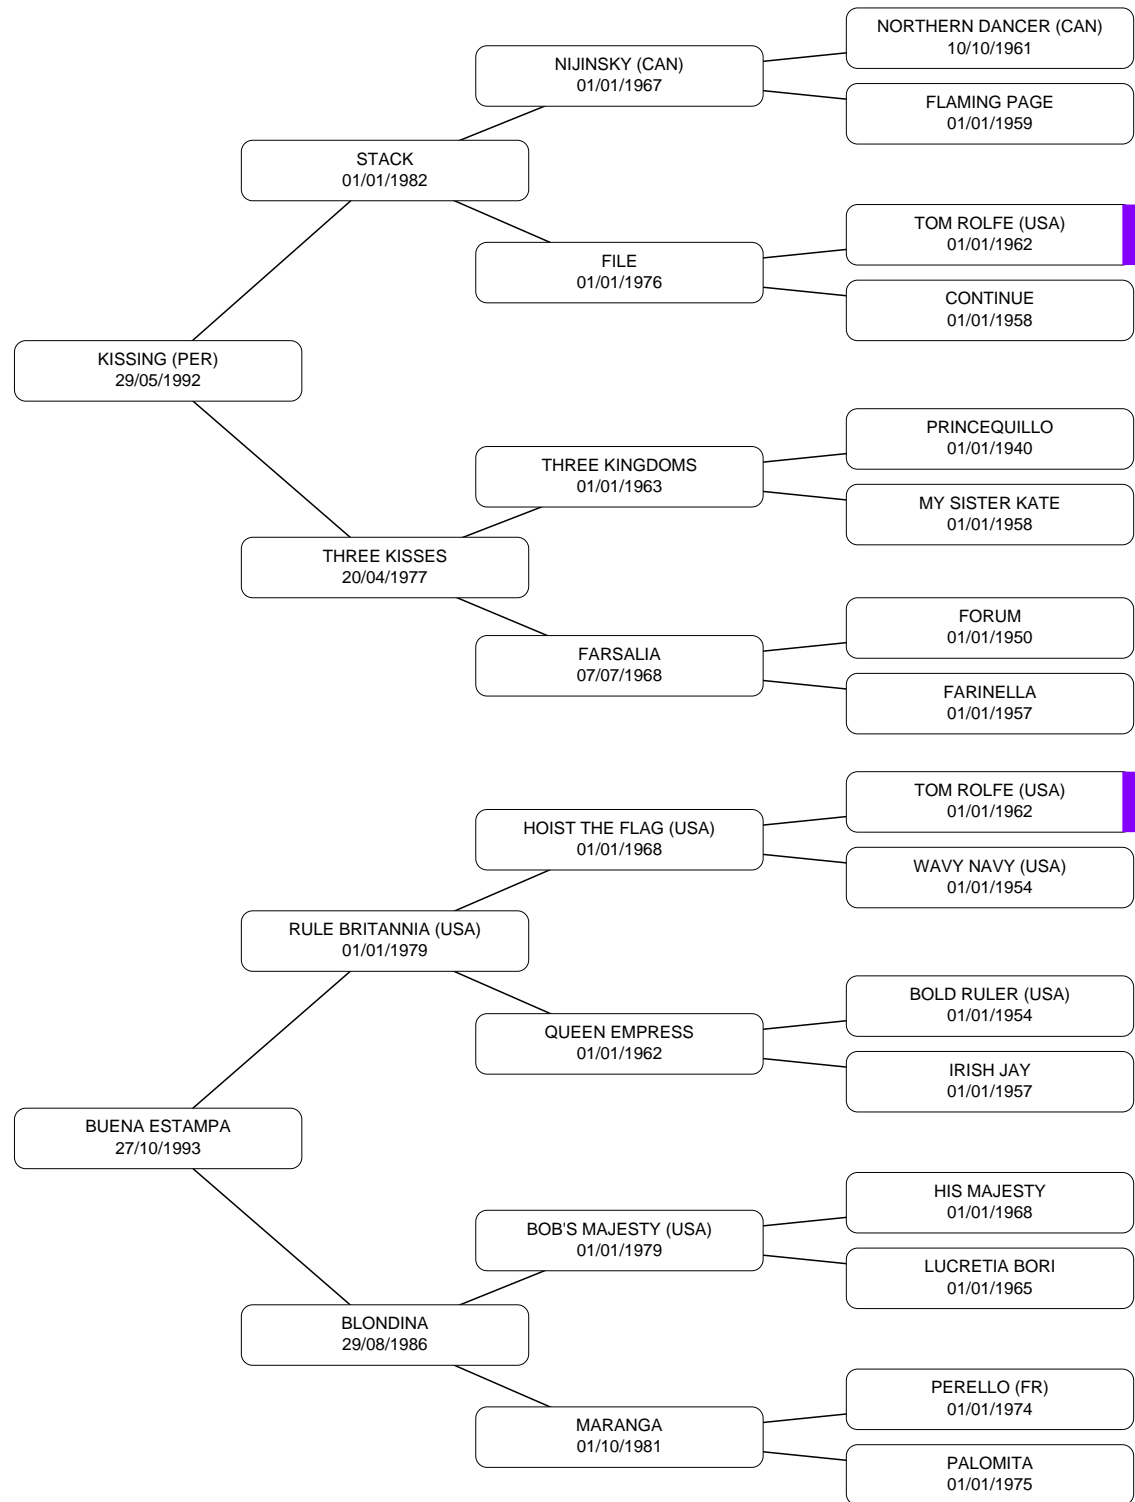 NORTHERN DANCER (CAN)
10/10/1961
NIJINSKY (CAN)
01/01/1967
FLAMING PAGE
01/01/1959
STACK
01/01/1982
TOM ROLFE (USA)
01/01/1962
FILE
01/01/1976
CONTINUE
01/01/1958
KISSING (PER)
29/05/1992
PRINCEQUILLO
01/01/1940
THREE KINGDOMS
01/01/1963
MY SISTER KATE
01/01/1958
THREE KISSES
20/04/1977
FORUM
01/01/1950
FARSALIA
07/07/1968
FARINELLA
01/01/1957
TOM ROLFE (USA)
01/01/1962
HOIST THE FLAG (USA)
01/01/1968
WAVY NAVY (USA)
01/01/1954
RULE BRITANNIA (USA)
01/01/1979
BOLD RULER (USA)
01/01/1954
QUEEN EMPRESS
01/01/1962
IRISH JAY
01/01/1957
BUENA ESTAMPA
27/10/1993
HIS MAJESTY
01/01/1968
BOB'S MAJESTY (USA)
01/01/1979
LUCRETIA BORI
01/01/1965
BLONDINA
29/08/1986
PERELLO (FR)
01/01/1974
MARANGA
01/10/1981
PALOMITA
01/01/1975